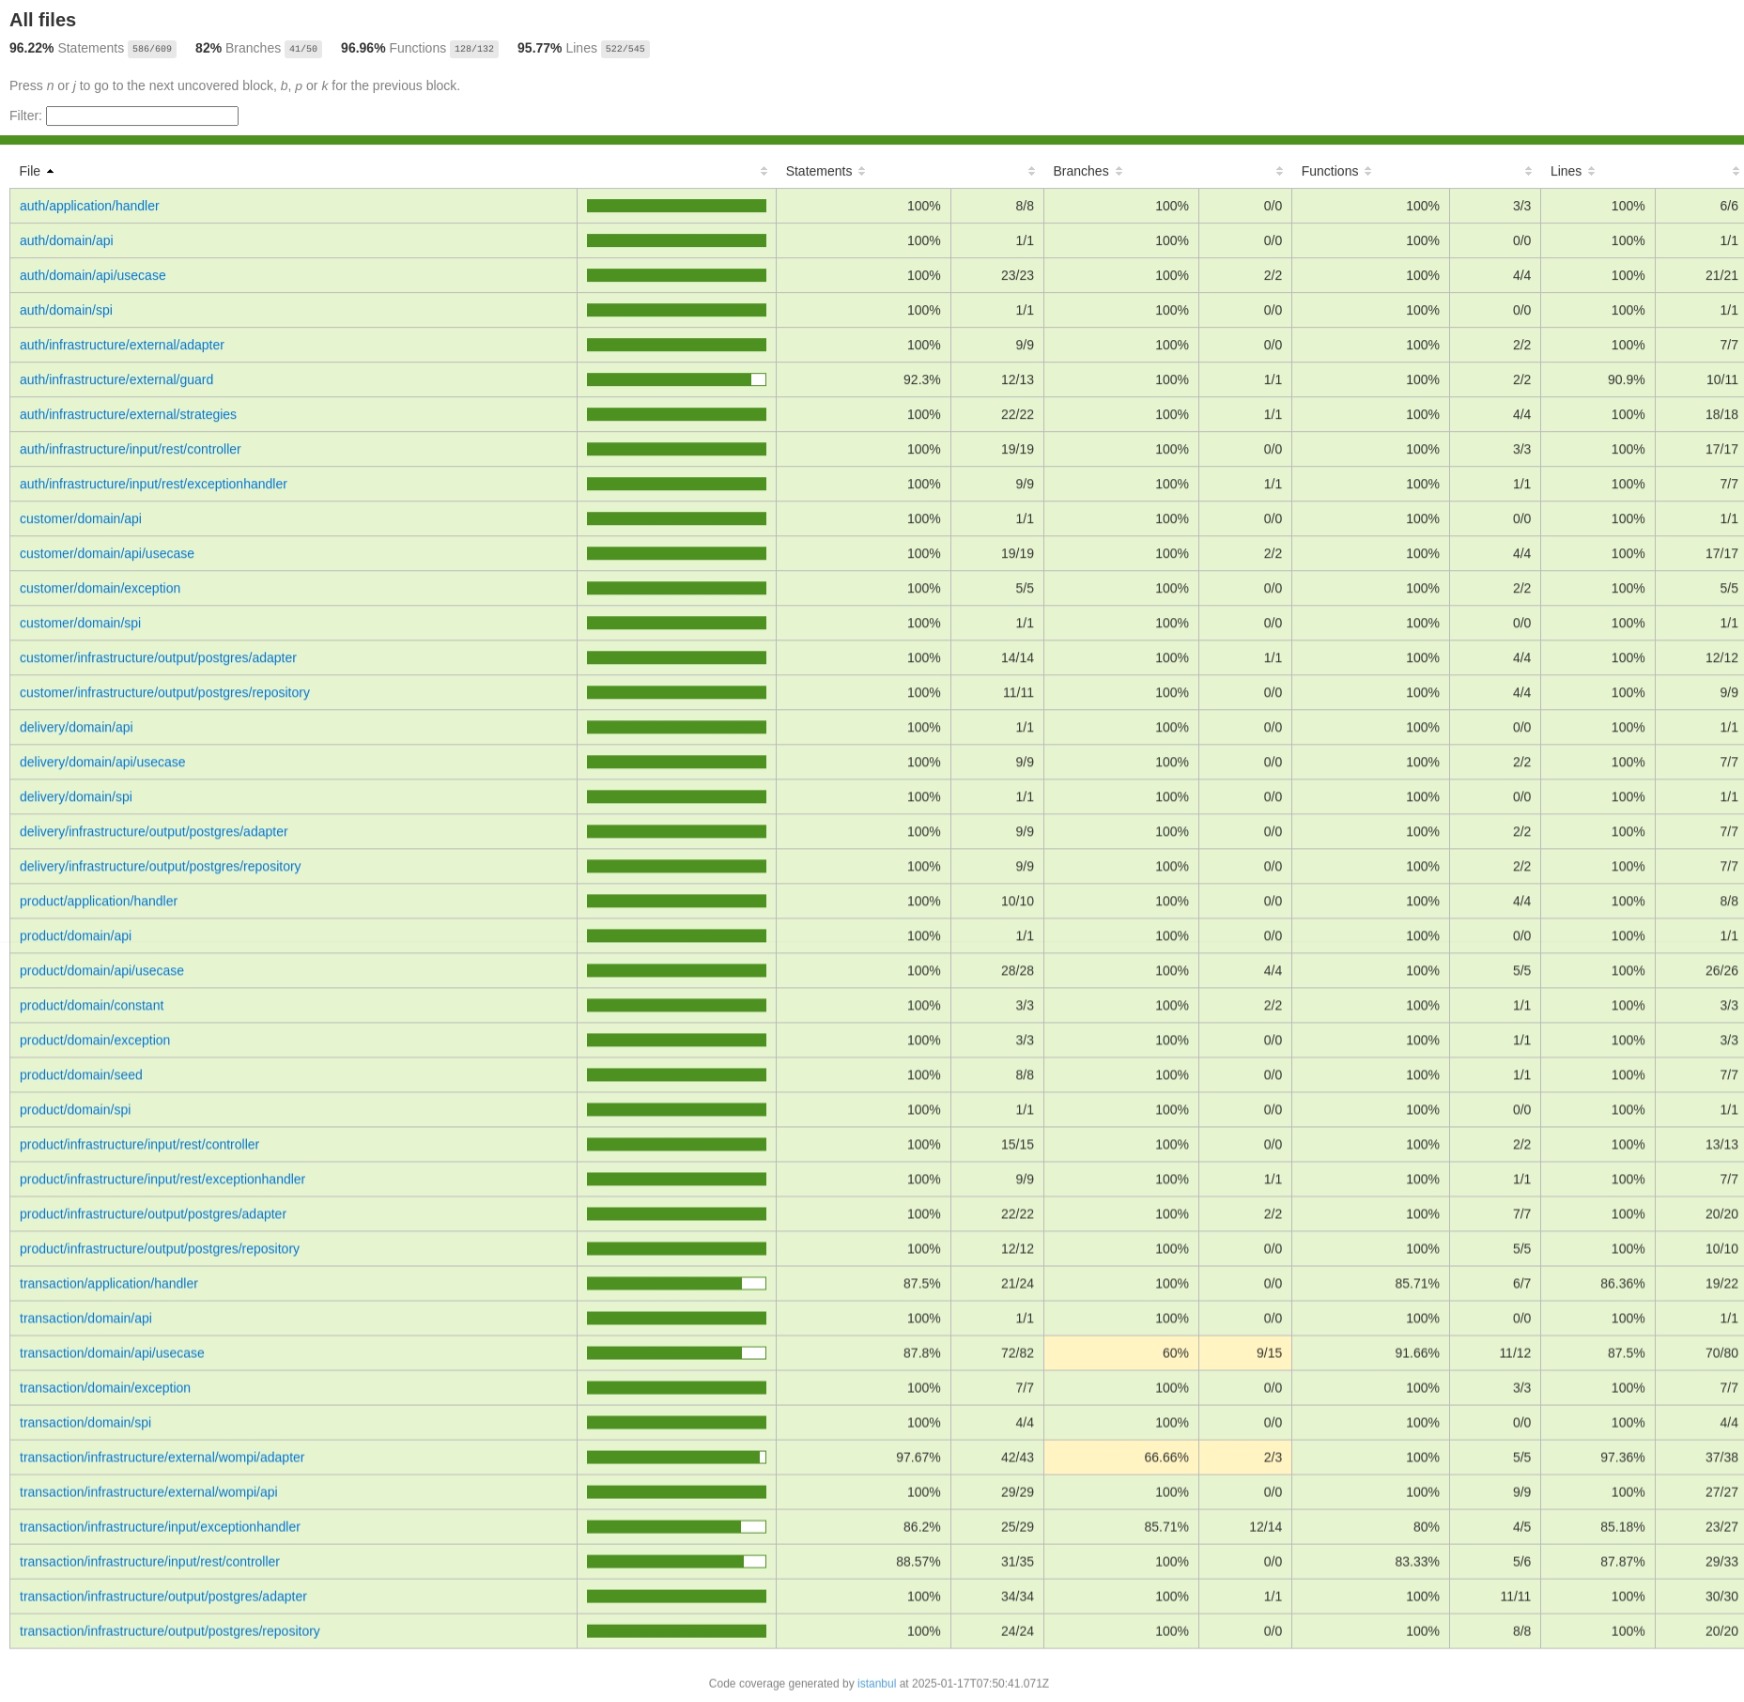 All files
96.22% Statements 586/609 82% Branches 41/50 96.96% Functions 128/132 95.77% Lines 522/545
Press n or j to go to the next uncovered block, b, p or k for the previous block.
Filter:
File Statements Branches Functions Lines
auth/application/handler 100% 8/8 100% 0/0 100% 3/3 100% 6/6
auth/domain/api 100% 1/1 100% 0/0 100% 0/0 100% 1/1
auth/domain/api/usecase 100% 23/23 100% 2/2 100% 4/4 100% 21/21
auth/domain/spi 100% 1/1 100% 0/0 100% 0/0 100% 1/1
auth/infrastructure/external/adapter 100% 9/9 100% 0/0 100% 2/2 100% 7/7
auth/infrastructure/external/guard 92.3% 12/13 100% 1/1 100% 2/2 90.9% 10/11
auth/infrastructure/external/strategies 100% 22/22 100% 1/1 100% 4/4 100% 18/18
auth/infrastructure/input/rest/controller 100% 19/19 100% 0/0 100% 3/3 100% 17/17
auth/infrastructure/input/rest/exceptionhandler 100% 9/9 100% 1/1 100% 1/1 100% 7/7
customer/domain/api 100% 1/1 100% 0/0 100% 0/0 100% 1/1
customer/domain/api/usecase 100% 19/19 100% 2/2 100% 4/4 100% 17/17
customer/domain/exception 100% 5/5 100% 0/0 100% 2/2 100% 5/5
customer/domain/spi 100% 1/1 100% 0/0 100% 0/0 100% 1/1
customer/infrastructure/output/postgres/adapter 100% 14/14 100% 1/1 100% 4/4 100% 12/12
customer/infrastructure/output/postgres/repository 100% 11/11 100% 0/0 100% 4/4 100% 9/9
delivery/domain/api 100% 1/1 100% 0/0 100% 0/0 100% 1/1
delivery/domain/api/usecase 100% 9/9 100% 0/0 100% 2/2 100% 7/7
delivery/domain/spi 100% 1/1 100% 0/0 100% 0/0 100% 1/1
delivery/infrastructure/output/postgres/adapter 100% 9/9 100% 0/0 100% 2/2 100% 7/7
delivery/infrastructure/output/postgres/repository 100% 9/9 100% 0/0 100% 2/2 100% 7/7
product/application/handler 100% 10/10 100% 0/0 100% 4/4 100% 8/8
product/domain/api 100% 1/1 100% 0/0 100% 0/0 100% 1/1
product/domain/api/usecase 100% 28/28 100% 4/4 100% 5/5 100% 26/26
product/domain/constant 100% 3/3 100% 2/2 100% 1/1 100% 3/3
product/domain/exception 100% 3/3 100% 0/0 100% 1/1 100% 3/3
product/domain/seed 100% 8/8 100% 0/0 100% 1/1 100% 7/7
product/domain/spi 100% 1/1 100% 0/0 100% 0/0 100% 1/1
product/infrastructure/input/rest/controller 100% 15/15 100% 0/0 100% 2/2 100% 13/13
product/infrastructure/input/rest/exceptionhandler 100% 9/9 100% 1/1 100% 1/1 100% 7/7
product/infrastructure/output/postgres/adapter 100% 22/22 100% 2/2 100% 7/7 100% 20/20
product/infrastructure/output/postgres/repository 100% 12/12 100% 0/0 100% 5/5 100% 10/10
transaction/application/handler 87.5% 21/24 100% 0/0 85.71% 6/7 86.36% 19/22
transaction/domain/api 100% 1/1 100% 0/0 100% 0/0 100% 1/1
transaction/domain/api/usecase 87.8% 72/82 60% 9/15 91.66% 11/12 87.5% 70/80
transaction/domain/exception 100% 7/7 100% 0/0 100% 3/3 100% 7/7
transaction/domain/spi 100% 4/4 100% 0/0 100% 0/0 100% 4/4
transaction/infrastructure/external/wompi/adapter 97.67% 42/43 66.66% 2/3 100% 5/5 97.36% 37/38
transaction/infrastructure/external/wompi/api 100% 29/29 100% 0/0 100% 9/9 100% 27/27
transaction/infrastructure/input/exceptionhandler 86.2% 25/29 85.71% 12/14 80% 4/5 85.18% 23/27
transaction/infrastructure/input/rest/controller 88.57% 31/35 100% 0/0 83.33% 5/6 87.87% 29/33
transaction/infrastructure/output/postgres/adapter 100% 34/34 100% 1/1 100% 11/11 100% 30/30
transaction/infrastructure/output/postgres/repository 100% 24/24 100% 0/0 100% 8/8 100% 20/20
Code coverage generated by istanbul at 2025-01-17T07:50:41.071Z